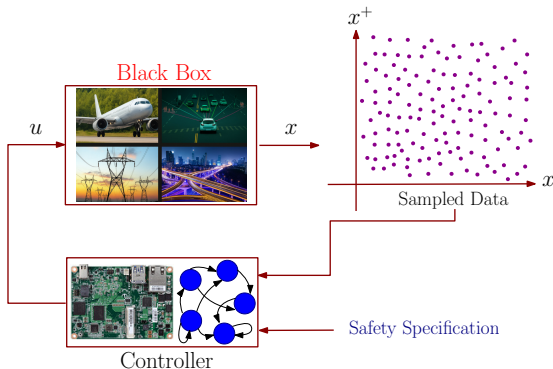 x⁺
Black Box
u
x
x
Sampled Data
Safety Specification
Controller